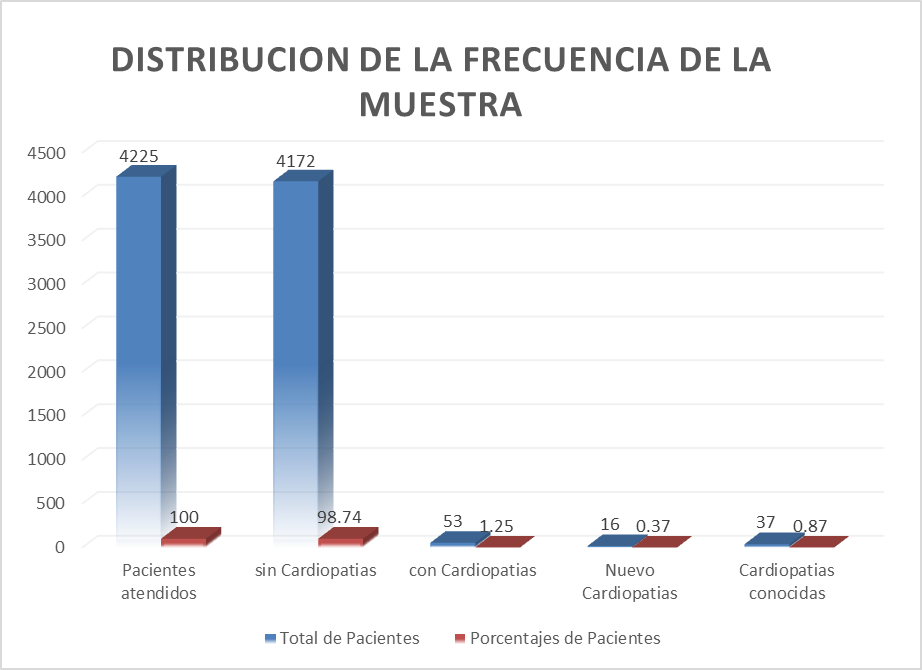 DISTRIBUCION DE LA FRECUENCIA DE LA
MUESTRA
4500
4000
3500
3000
2500
2000
1500
1000
500
0
4225
100
4172
98.74
53
1.25
16
0.37
37
0.87
Pacientes
atendidos
sin Cardiopatias
con Cardiopatias
Nuevo
Cardiopatias
Cardiopatias
conocidas
Total de Pacientes
Porcentajes de Pacientes